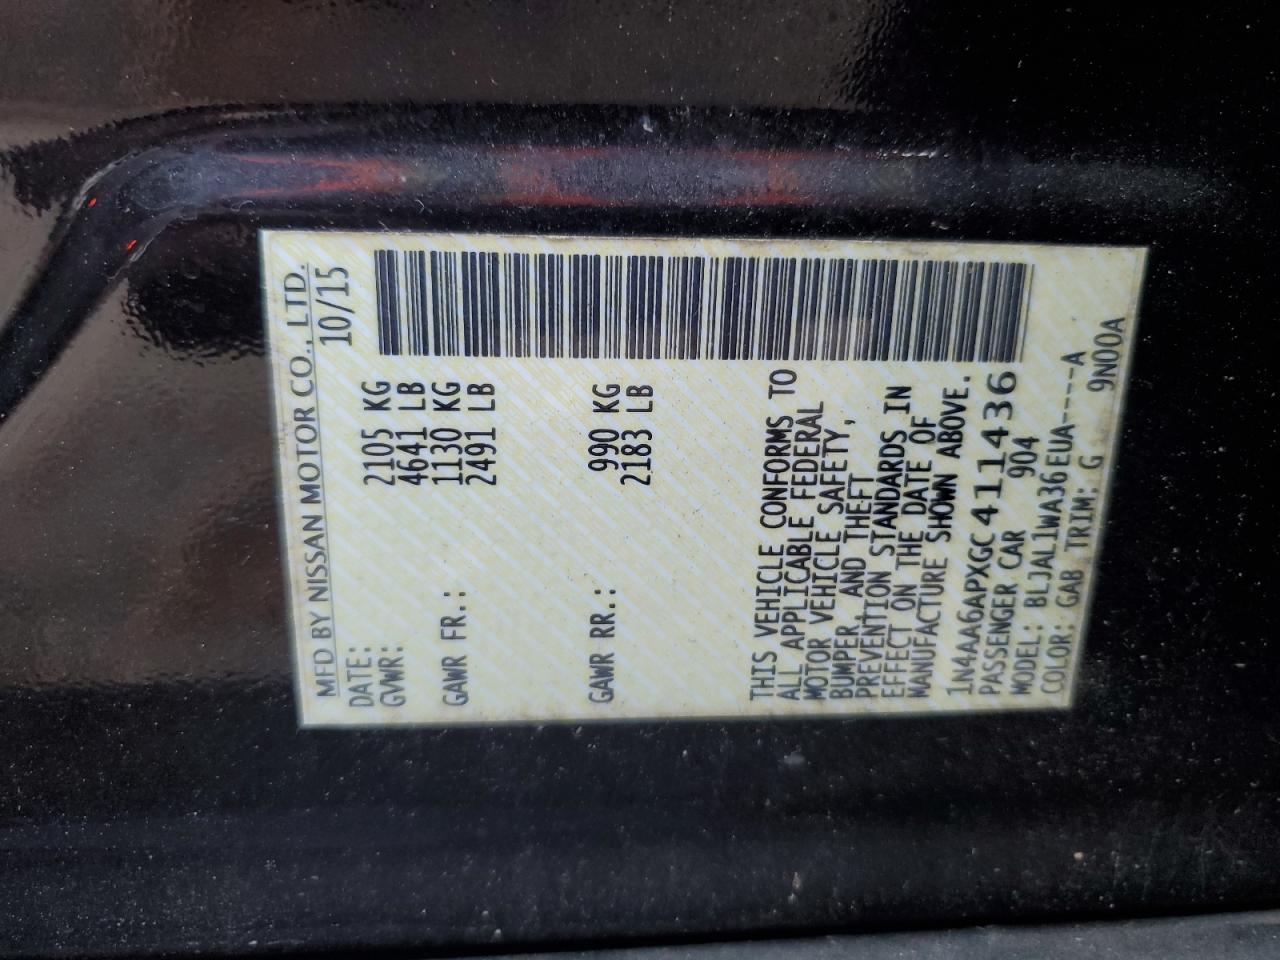 MFD BY NISSAN MOTOR CO., LTD.
DATE: 10/15
GVWR: 2105 KG
4641 LB
GAWR FR.: 1130 KG
2491 LB
GAWR RR.: 990 KG
2183 LB
THIS VEHICLE CONFORMS TO
ALL APPLICABLE FEDERAL
MOTOR VEHICLE SAFETY,
BUMPER, AND THEFT
PREVENTION STANDARDS IN
EFFECT ON THE DATE OF
MANUFACTURE SHOWN ABOVE.
1N4AA6APXGC411436
PASSENGER CAR 904
MODEL: BLJAL1WA36EUA-----A
COLOR: GAB TRIM: G 9N00A